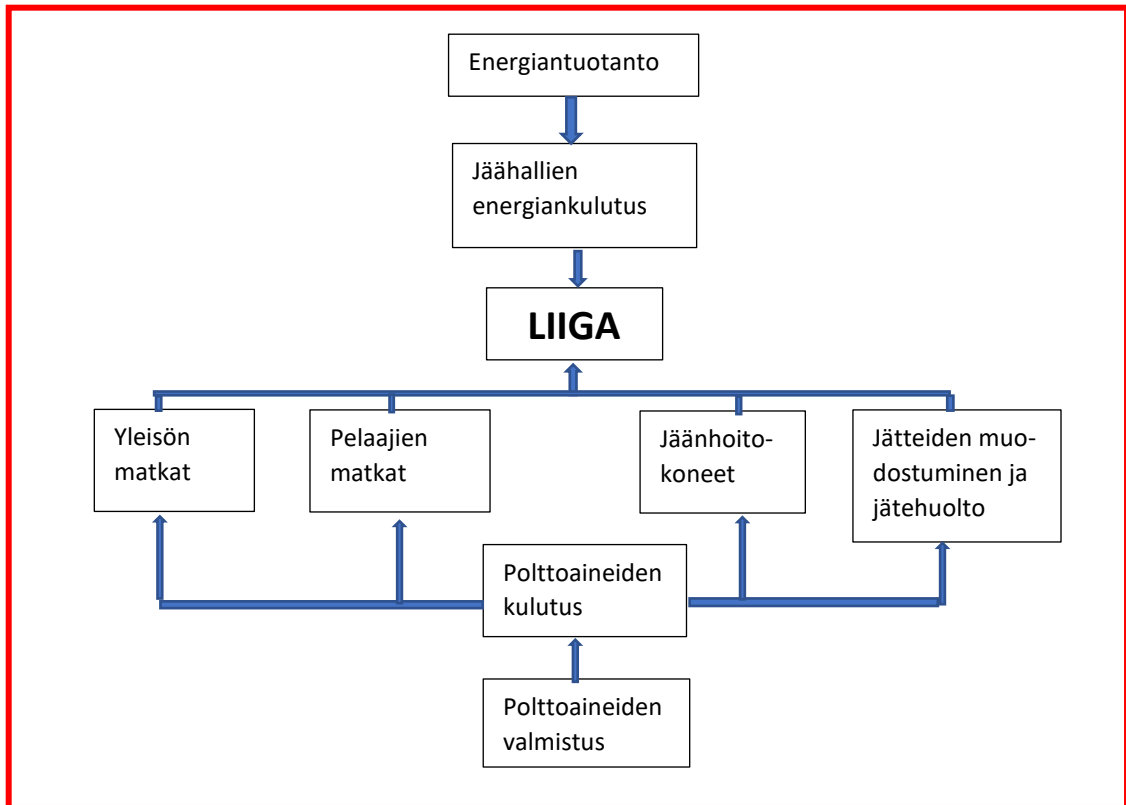 Energiantuotanto
Jäähallien
energiankulutus
LIIGA
Yleisön
matkat
Pelaajien
matkat
Jäänhoito-
koneet
Jätteiden muo-
dostuminen ja
jätehuolto
Polttoaineiden
kulutus
Polttoaineiden
valmistus